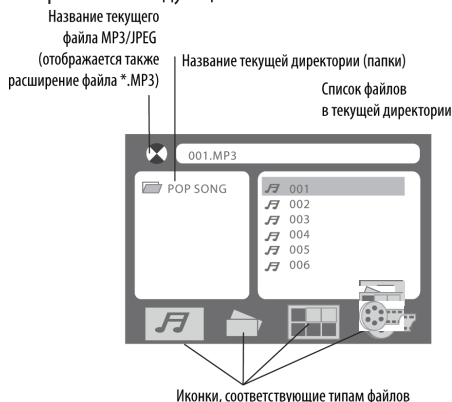 Название текущего
файла MP3/JPEG
(отображается также
расширение файла *.MP3)
Название текущей директории (папки)
Список файлов
в текущей директории
001.MP3
POP SONG
001
002
003
004
005
006
Иконки, соответствующие типам файлов